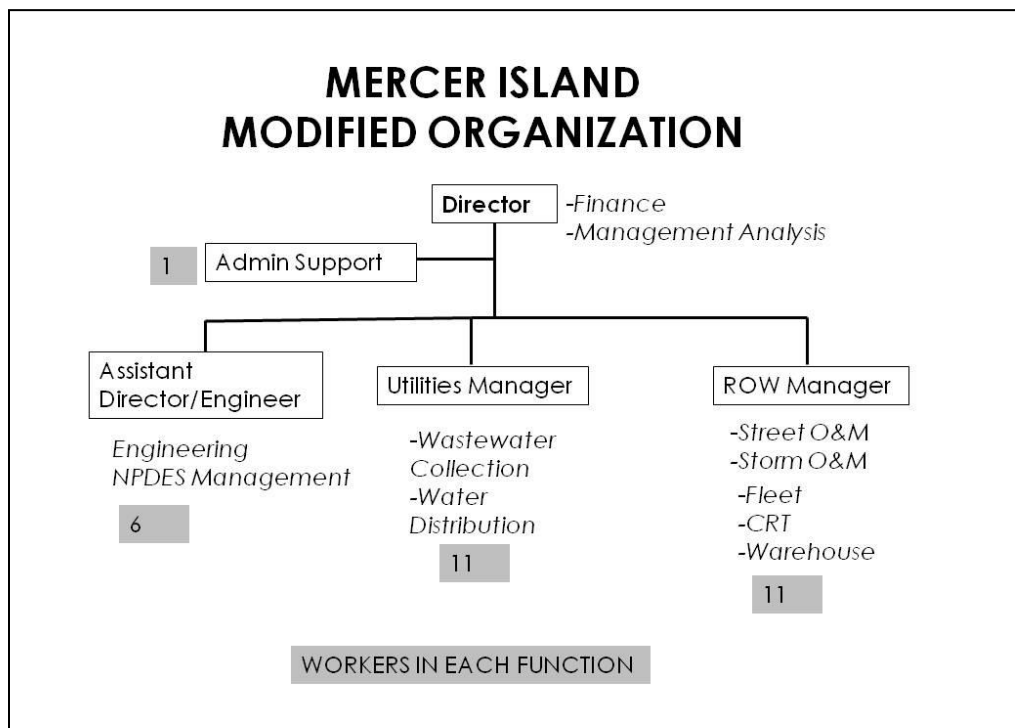 MERCER ISLAND
MODIFIED ORGANIZATION
Director
-Finance
-Management Analysis
1
Admin Support
Assistant
Director/Engineer
Engineering
NPDES Management
6
Utilities Manager
-Wastewater
Collection
-Water
Distribution
11
ROW Manager
-Street O&M
-Storm O&M
-Fleet
-CRT
-Warehouse
11
WORKERS IN EACH FUNCTION